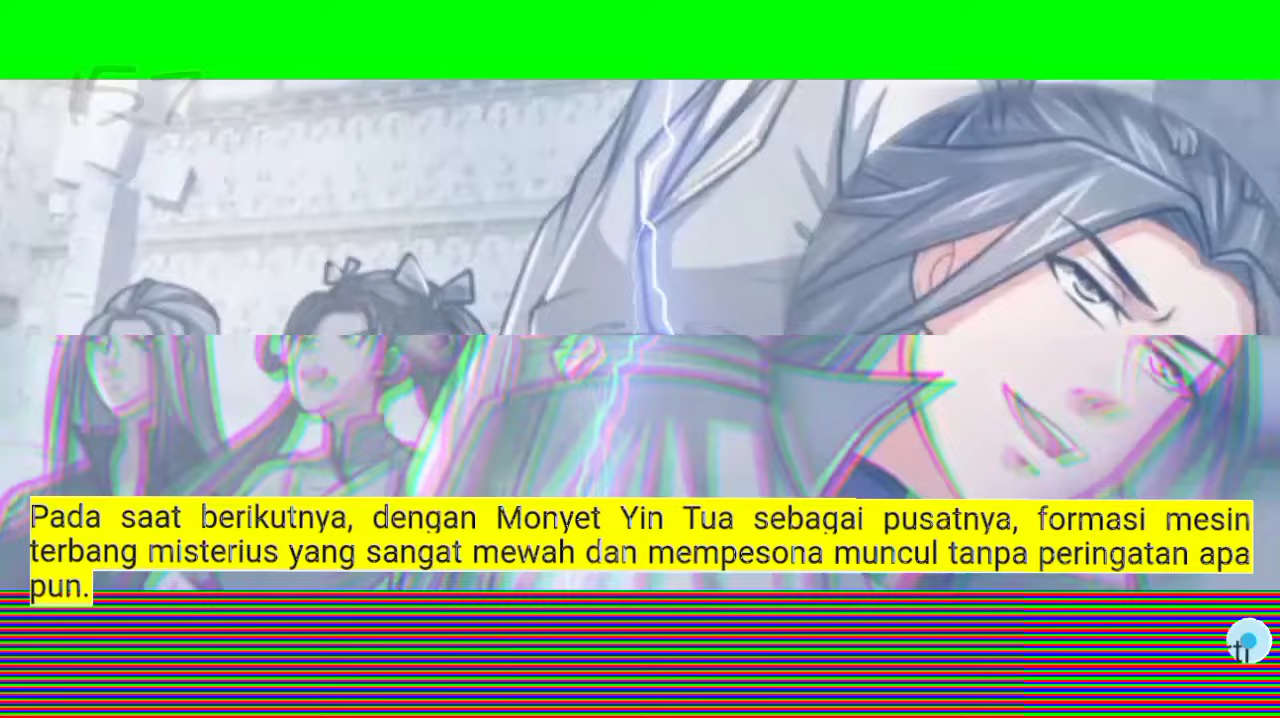 157
Pada saat berikutnya, dengan Monyet Yin Tua sebagai pusatnya, formasi mesin
terbang misterius yang sangat mewah dan mempesona muncul tanpa peringatan apa
pun.